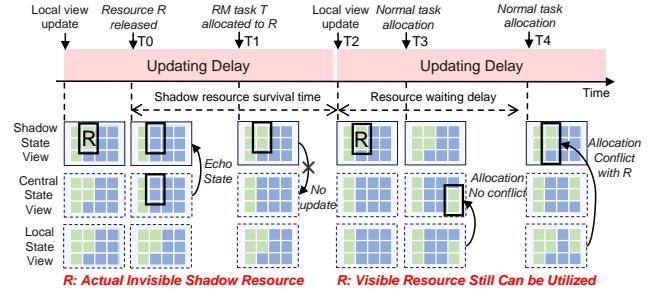 Local view
update
Resource R
released
RM task T
allocated to R
Local view
update
Normal task
allocation
Normal task
allocation
T0
T1
T2
T3
T4
Updating Delay
Updating Delay
Time
Shadow resource survival time
Resource waiting delay
Shadow
State
View
R
R
Echo
State
No
update
Allocation
No conflict
Allocation
Conflict
with R
Central
State
View
Local
State
View
R: Actual Invisible Shadow Resource
R: Visible Resource Still Can be Utilized